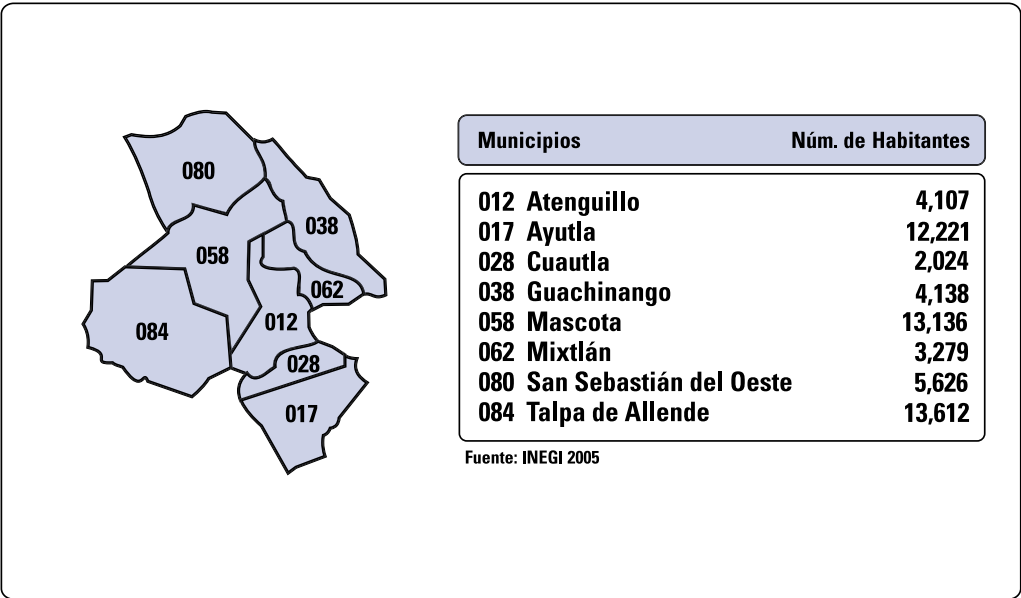 080
038
058
062
012
084
028
017
Municipios Núm. de Habitantes
012 Atenguillo 4,107
017 Ayutla 12,221
028 Cuautla 2,024
038 Guachinango 4,138
058 Mascota 13,136
062 Mixtlán 3,279
080 San Sebastián del Oeste 5,626
084 Talpa de Allende 13,612
Fuente: INEGI 2005